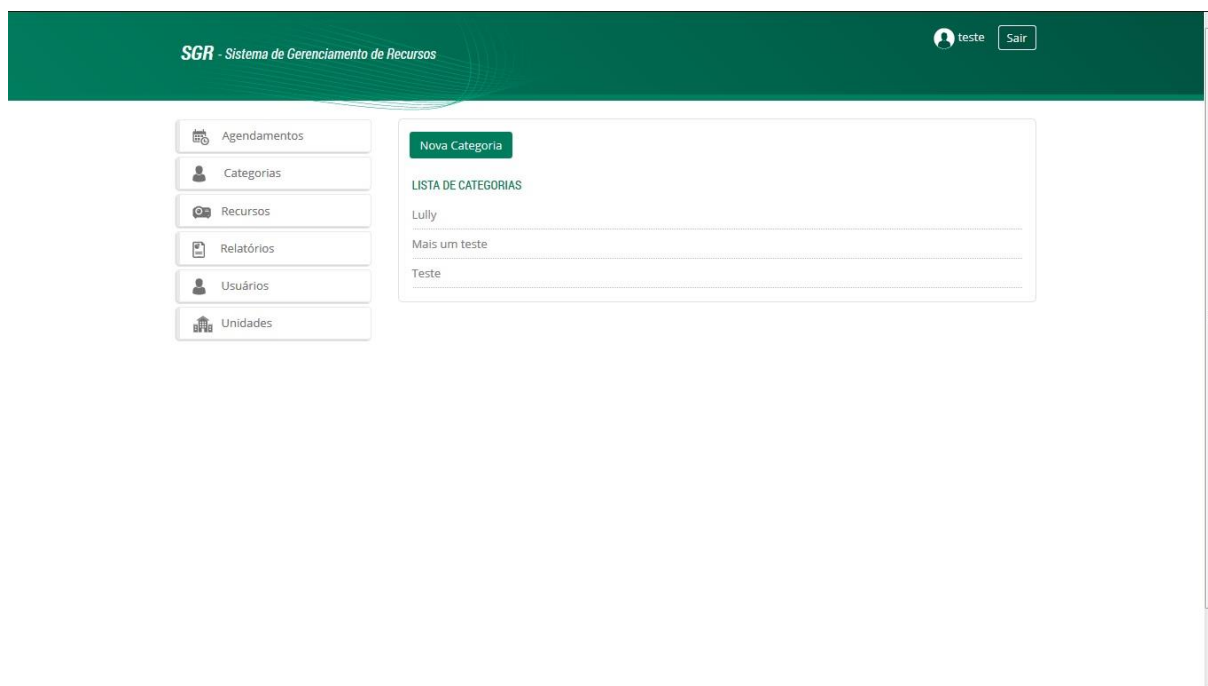 SGR - Sistema de Gerenciamento de Recursos
teste
Sair
Agendamentos
Categorias
Recursos
Relatórios
Usuários
Unidades
Nova Categoria
LISTA DE CATEGORIAS
Lully
Mais um teste
Teste